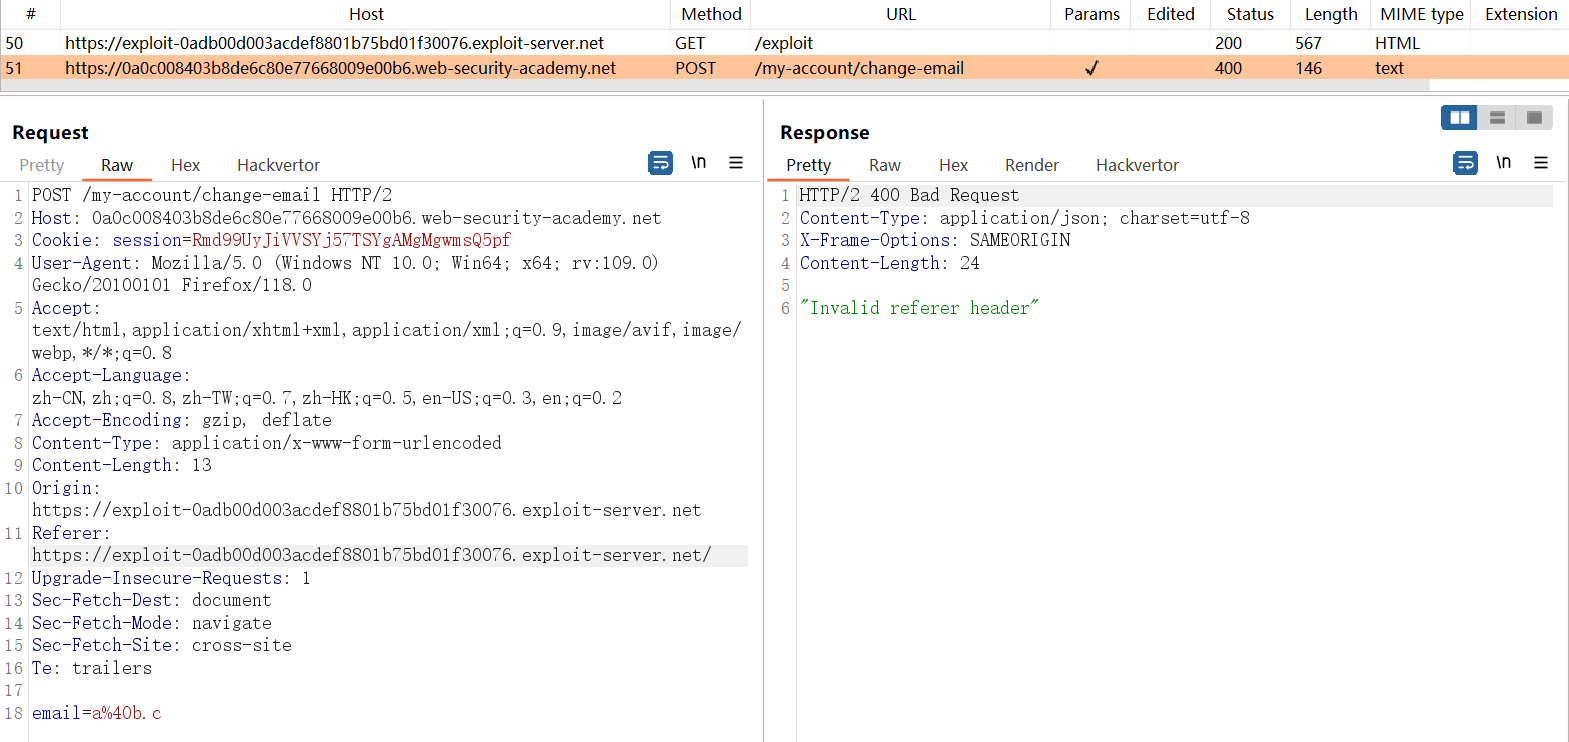 # Host Method URL Params Edited Status Length MIME type Extension
50 https://exploit-0adb00d003acdef8801b75bd01f30076.exploit-server.net GET /exploit 200 567 HTML
51 https://0a0c008403b8de6c80e77668009e00b6.web-security-academy.net POST /my-account/change-email ✓ 400 146 text
Request
Pretty Raw Hex Hackvertor \n
1 POST /my-account/change-email HTTP/2
2 Host: 0a0c008403b8de6c80e77668009e00b6.web-security-academy.net
3 Cookie: session=Rmd99UyJiVVSYj57TSYgAMgMgwmsQ5pf
4 User-Agent: Mozilla/5.0 (Windows NT 10.0; Win64; x64; rv:109.0)
Gecko/20100101 Firefox/118.0
5 Accept:
text/html,application/xhtml+xml,application/xml;q=0.9,image/avif,image/
webp,*/*;q=0.8
6 Accept-Language:
zh-CN,zh;q=0.8,zh-TW;q=0.7,zh-HK;q=0.5,en-US;q=0.3,en;q=0.2
7 Accept-Encoding: gzip, deflate
8 Content-Type: application/x-www-form-urlencoded
9 Content-Length: 13
10 Origin:
https://exploit-0adb00d003acdef8801b75bd01f30076.exploit-server.net
11 Referer:
https://exploit-0adb00d003acdef8801b75bd01f30076.exploit-server.net/
12 Upgrade-Insecure-Requests: 1
13 Sec-Fetch-Dest: document
14 Sec-Fetch-Mode: navigate
15 Sec-Fetch-Site: cross-site
16 Te: trailers
17
18 email=a%40b.c
Response
Pretty Raw Hex Render Hackvertor \n
1 HTTP/2 400 Bad Request
2 Content-Type: application/json; charset=utf-8
3 X-Frame-Options: SAMEORIGIN
4 Content-Length: 24
5
6 "Invalid referer header"